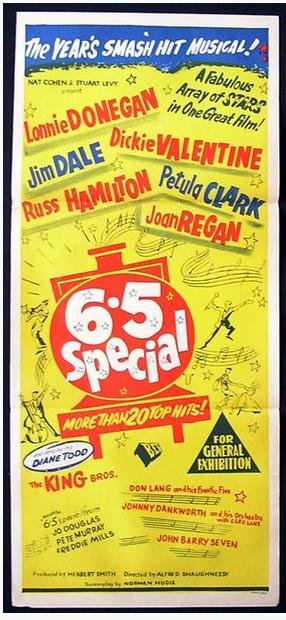 The YEAR'S SMASH HIT MUSICAL!
NAT COHEN & STUART LEVY
present
A Fabulous
Array of STARS
in One Great Film!
Lonnie DONEGAN
Dickie VALENTINE
Jim DALE
Petula CLARK
Russ HAMILTON
Joan REGAN
6.5
Special
MORE THAN 20 TOP HITS!
and introducing
DIANE TODD
The KING BROS.
FOR
GENERAL
EXHIBITION
DON LANG and his Frantic Five
JOHNNY DANKWORTH and his Orchestra
with CLEO LANE
JOHN BARRY SEVEN
'6.5 Special' team
JO DOUGLAS
PETE MURRAY
FREDDIE MILLS
Produced by HERBERT SMITH Directed by ALFRED SHAUGHNESSY
Screenplay by NORMAN HUDIS